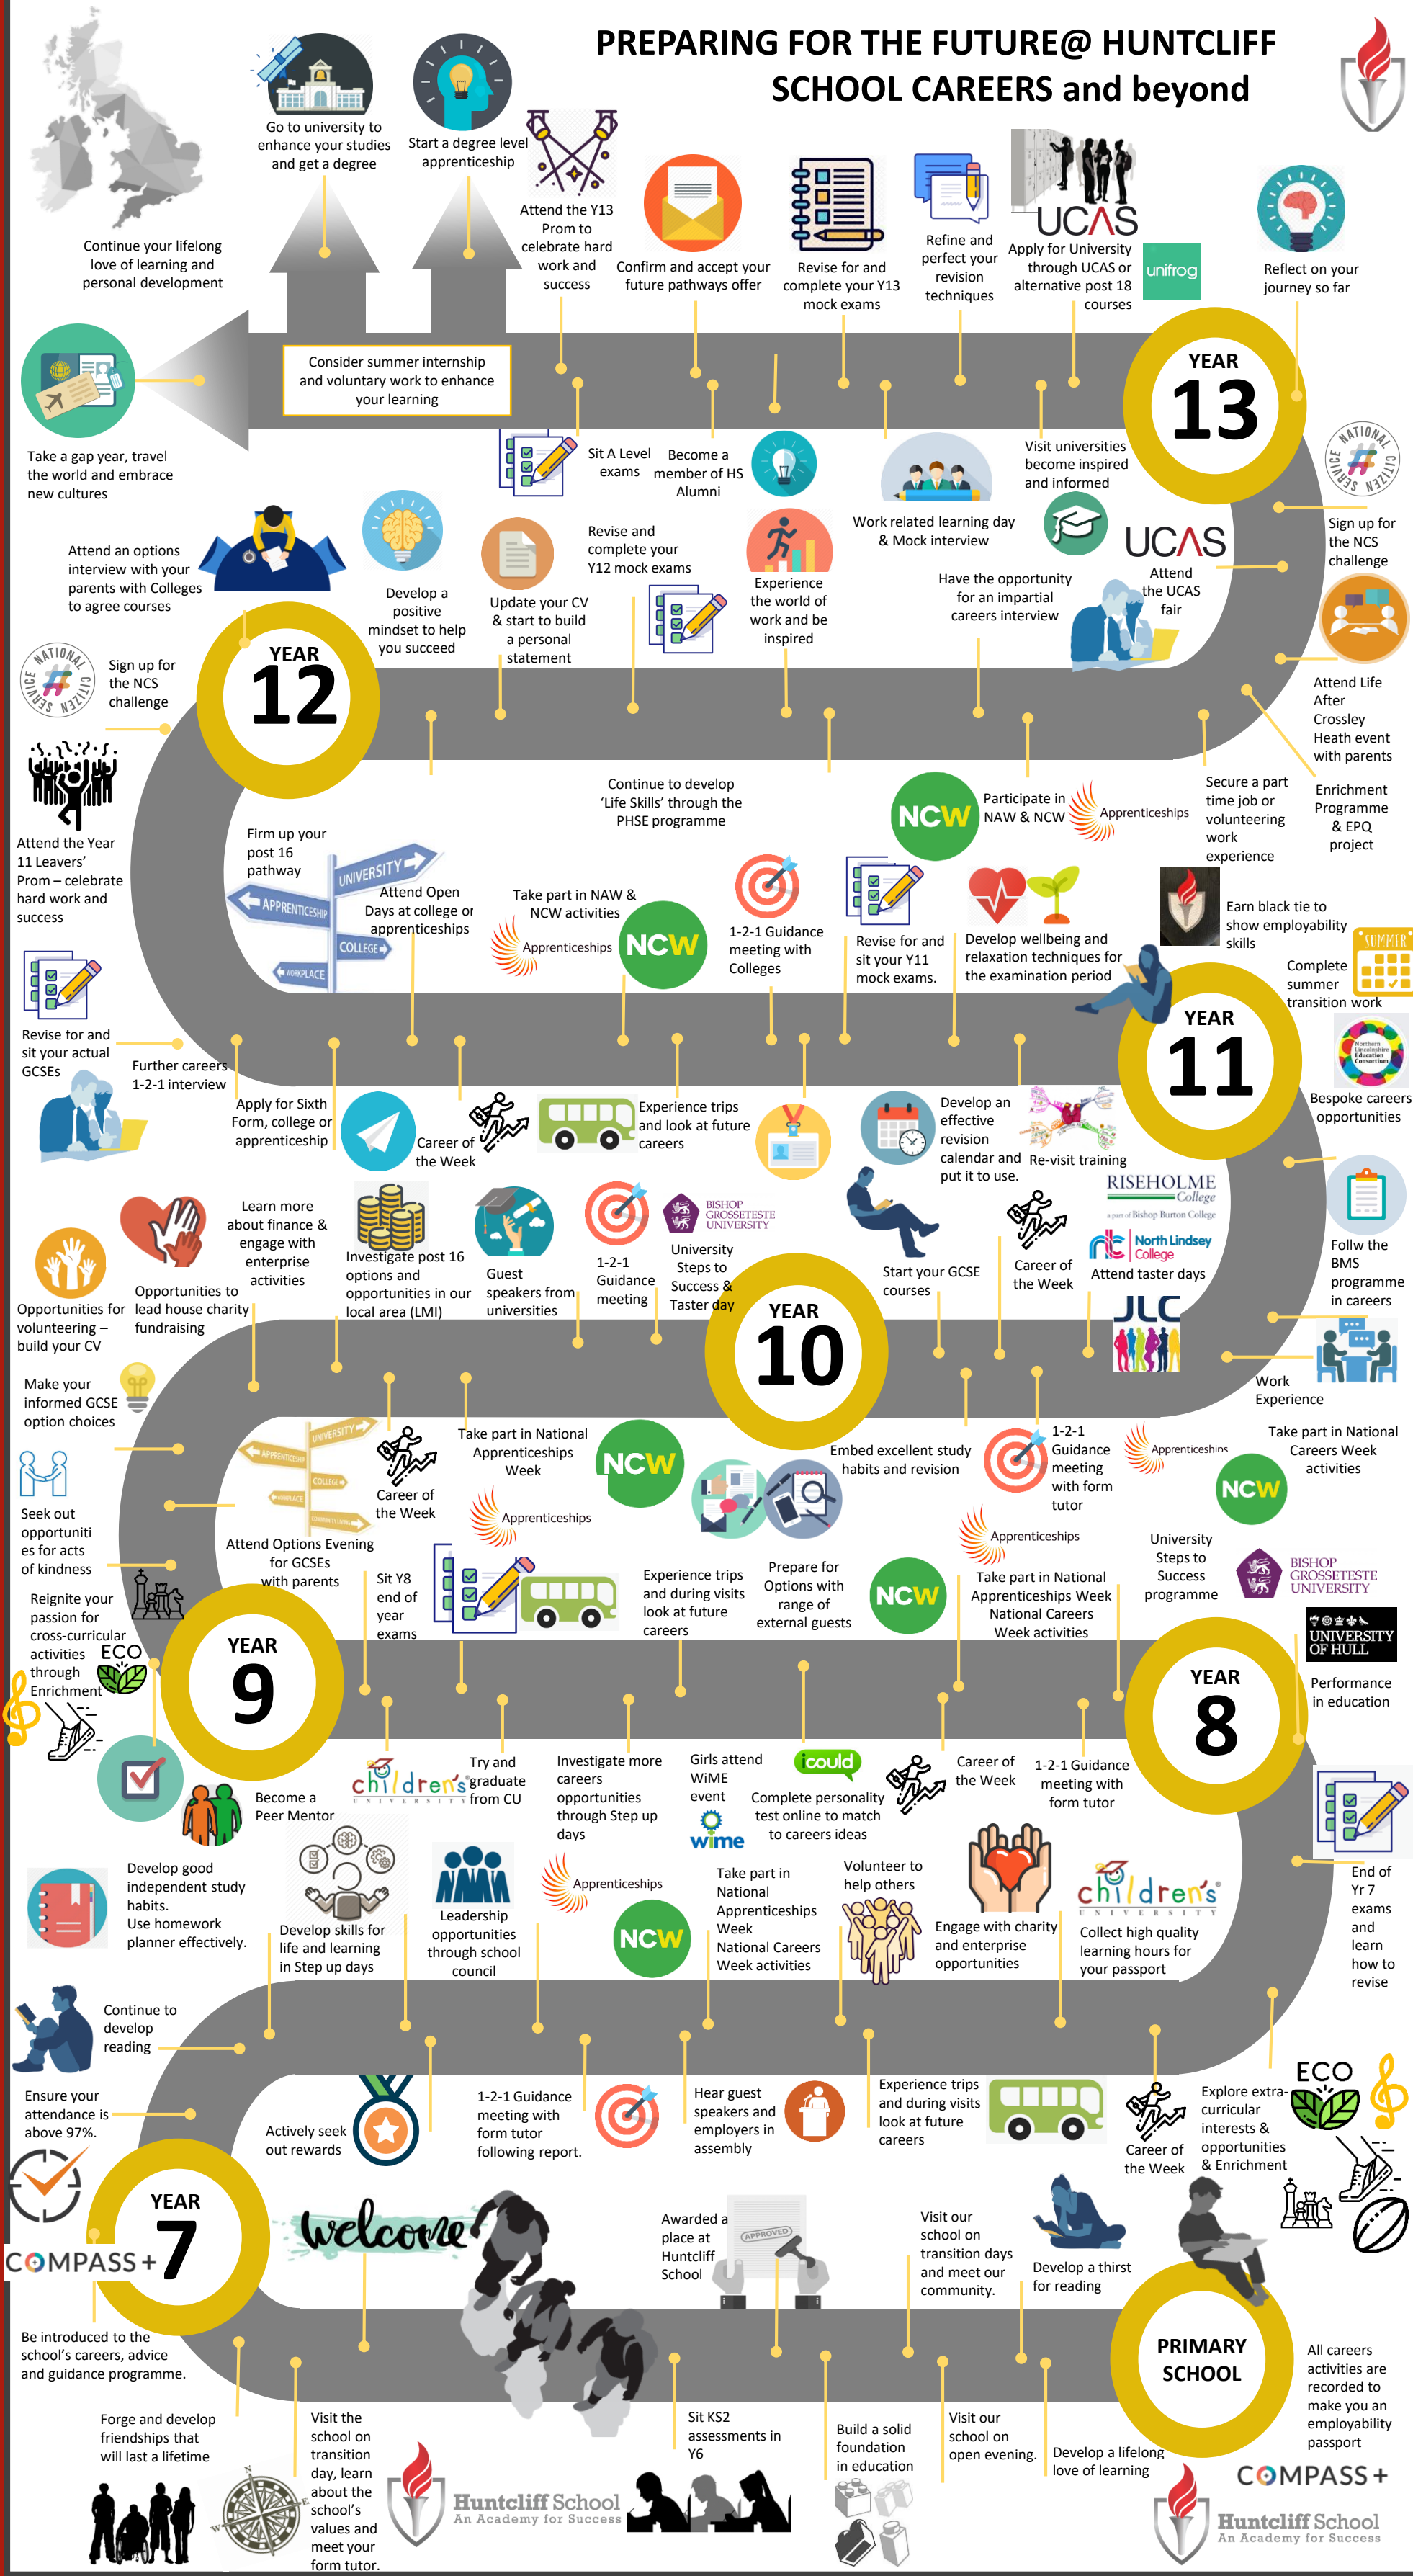 PREPARING FOR THE FUTURE@ HUNTCLIFF
SCHOOL CAREERS and beyond
Go to university to
enhance your studies
and get a degree
Start a degree level
apprenticeship
Attend the Y13
Prom to
celebrate hard
work and
success
Confirm and accept your
future pathways offer
Revise for and
complete your Y13
mock exams
Refine and
perfect your
revision
techniques
UCAS
Apply for University
through UCAS or
alternative post 18
courses
unifrog
Reflect on your
journey so far
Continue your lifelong
love of learning and
personal development
Consider summer internship
and voluntary work to enhance
your learning
YEAR
13
Take a gap year, travel
the world and embrace
new cultures
Sit A Level
exams
Become a
member of HS
Alumni
Work related learning day
& Mock interview
Visit universities
become inspired
and informed
NATIONAL CITIZEN SERVICE
Sign up for
the NCS
challenge
UCAS
Attend
the UCAS
fair
Attend an options
interview with your
parents with Colleges
to agree courses
Develop a
positive
mindset to help
you succeed
Update your CV
& start to build
a personal
statement
Revise and
complete your
Y12 mock exams
Experience
the world of
work and be
inspired
Have the opportunity
for an impartial
careers interview
Attend Life
After
Crossley
Heath event
with parents
YEAR
12
NATIONAL CITIZEN SERVICE
Sign up for
the NCS
challenge
Continue to develop
‘Life Skills’ through the
PHSE programme
NCW
Participate in
NAW & NCW
Apprenticeships
Secure a part
time job or
volunteering
work
experience
Enrichment
Programme
& EPQ
project
Attend the Year
11 Leavers’
Prom – celebrate
hard work and
success
Firm up your
post 16
pathway
UNIVERSITY
APPRENTICESHIP
COLLEGE
WORKPLACE
Attend Open
Days at college or
apprenticeships
Take part in NAW &
NCW activities
Apprenticeships
NCW
1-2-1 Guidance
meeting with
Colleges
Revise for and
sit your Y11
mock exams.
Develop wellbeing and
relaxation techniques for
the examination period
Earn black tie to
show employability
skills
SUMMER
Complete
summer
transition work
YEAR
11
Northern
Lincolnshire
Education
Consortium
Bespoke careers
opportunities
Revise for and
sit your actual
GCSEs
Further careers
1-2-1 interview
Apply for Sixth
Form, college or
apprenticeship
Career of
the Week
Experience trips
and look at future
careers
Develop an
effective
revision
calendar and
put it to use.
Re-visit training
RISEHOLME
College
a part of Bishop Burton College
nlc North Lindsey
College
Attend taster days
JLC
Follw the
BMS
programme
in careers
Work
Experience
Opportunities for
volunteering –
build your CV
Opportunities to
lead house charity
fundraising
Learn more
about finance &
engage with
enterprise
activities
Investigate post 16
options and
opportunities in our
local area (LMI)
Guest
speakers from
universities
1-2-1
Guidance
meeting
BISHOP
GROSSETESTE
UNIVERSITY
University
Steps to
Success &
Taster day
YEAR
10
Start your GCSE
courses
Career of
the Week
Make your
informed GCSE
option choices
UNIVERSITY
APPRENTICESHIP
COLLEGE
WORKPLACE
COMMUNITY LIVING
Attend Options Evening
for GCSEs
with parents
Career of
the Week
Take part in National
Apprenticeships
Week
Apprenticeships
NCW
Embed excellent study
habits and revision
1-2-1
Guidance
meeting
with form
tutor
Apprenticeships
Take part in National
Careers Week
activities
NCW
Seek out
opportuniti
es for acts
of kindness
Reignite your
passion for
cross-curricular
activities
through
Enrichment
ECO
YEAR
9
Sit Y8
end of
year
exams
Experience trips
and during visits
look at future
careers
Prepare for
Options with
range of
external guests
NCW
Apprenticeships
Take part in National
Apprenticeships Week
National Careers
Week activities
University
Steps to
Success
programme
BISHOP
GROSSETESTE
UNIVERSITY
UNIVERSITY
OF HULL
Performance
in education
YEAR
8
Become a
Peer Mentor
children's
UNIVERSITY
Try and
graduate
from CU
Investigate more
careers
opportunities
through Step up
days
Girls attend
WiME
event
wime
icould
Complete personality
test online to match
to careers ideas
Career of
the Week
1-2-1 Guidance
meeting with
form tutor
End of
Yr 7
exams
and
learn
how to
revise
Develop good
independent study
habits.
Use homework
planner effectively.
Develop skills for
life and learning
in Step up days
Leadership
opportunities
through school
council
Apprenticeships
NCW
Take part in
National
Apprenticeships
Week
National Careers
Week activities
Volunteer to
help others
Engage with charity
and enterprise
opportunities
children's
UNIVERSITY
Collect high quality
learning hours for
your passport
Continue to
develop
reading
Ensure your
attendance is
above 97%.
Actively seek
out rewards
1-2-1 Guidance
meeting with
form tutor
following report.
Hear guest
speakers and
employers in
assembly
Experience trips
and during visits
look at future
careers
Career of
the Week
Explore extra-
curricular
interests &
opportunities
& Enrichment
ECO
YEAR
7
COMPASS+
welcome
Awarded a
place at
Huntcliff
School
APPROVED
Visit our
school on
transition days
and meet our
community.
Develop a thirst
for reading
PRIMARY
SCHOOL
All careers
activities are
recorded to
make you an
employability
passport
COMPASS+
Be introduced to the
school’s careers, advice
and guidance programme.
Forge and develop
friendships that
will last a lifetime
N
E
W
Visit the
school on
transition
day, learn
about the
school’s
values and
meet your
form tutor.
Huntcliff School
An Academy for Success
Sit KS2
assessments in
Y6
Build a solid
foundation
in education
Visit our
school on
open evening.
Develop a lifelong
love of learning
Huntcliff School
An Academy for Success